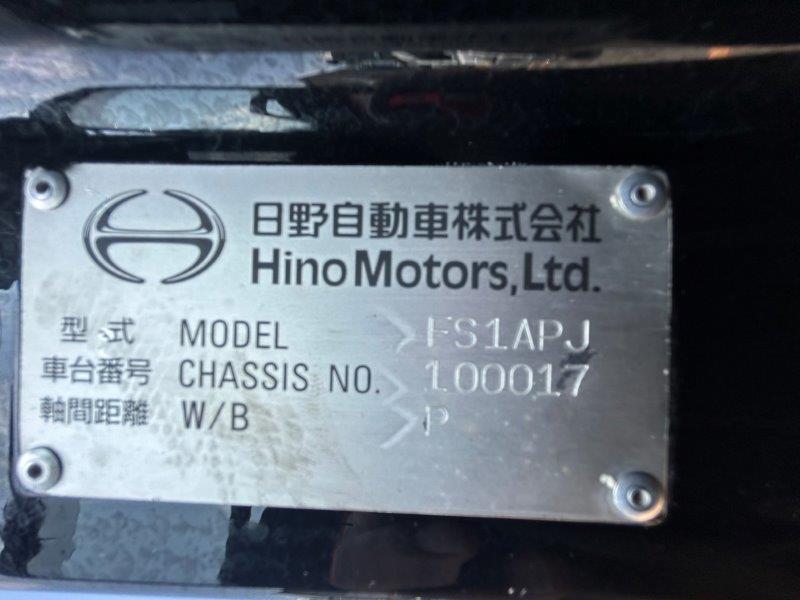 日野自動車株式会社
Hino Motors, Ltd.
型式 MODEL FS1APJ
車台番号 CHASSIS NO. 100017
軸間距離 W/B P